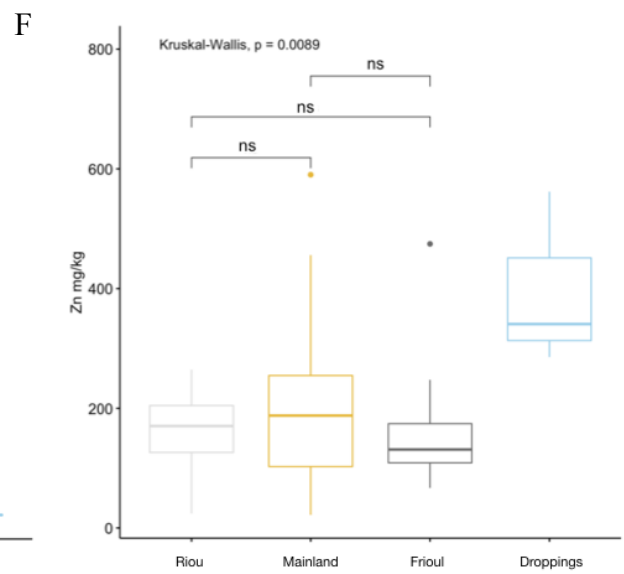 F
800
Kruskal-Wallis, p = 0.0089
ns
ns
ns
600
Zn mg/kg
400
200
0
Riou Mainland Frioul Droppings